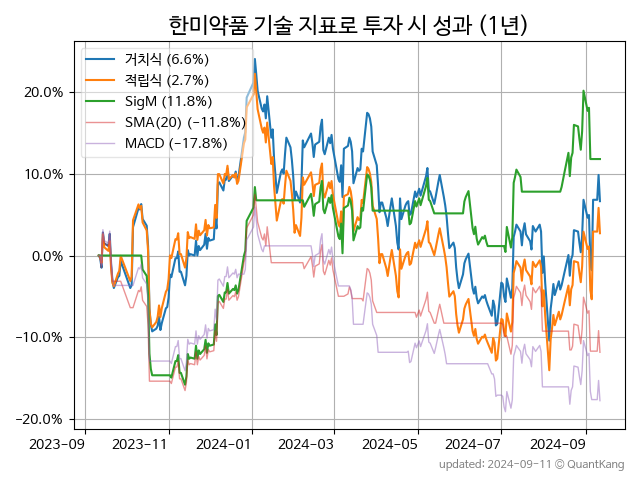 한미약품 기술 지표로 투자 시 성과 (1년)
거치식 (6.6%)
적립식 (2.7%)
SigM (11.8%)
SMA(20) (−11.8%)
MACD (−17.8%)
20.0%
10.0%
0.0%
−10.0%
−20.0%
2023-09 2023-11 2024-01 2024-03 2024-05 2024-07 2024-09
updated: 2024-09-11 © QuantKang